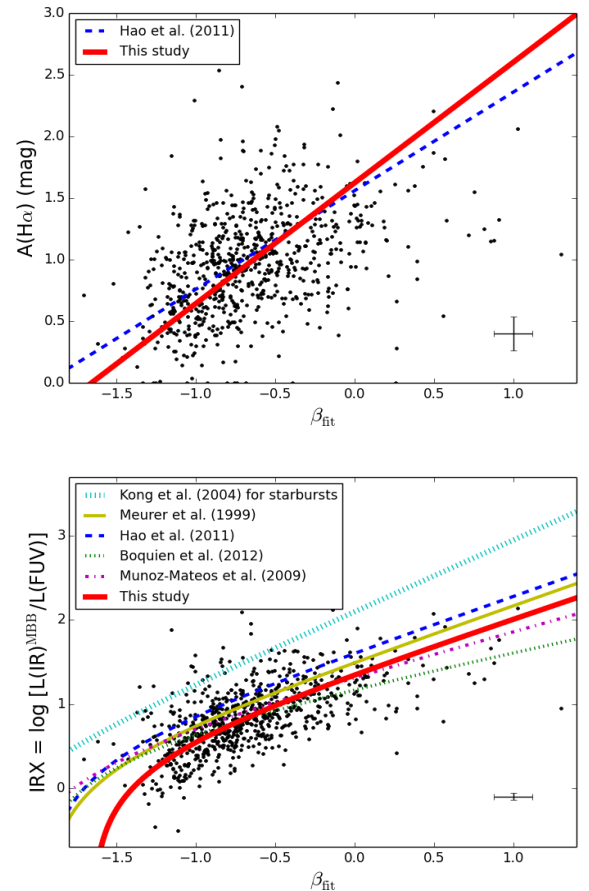 3.0
2.5
2.0
1.5
1.0
0.5
0.0
A(Hα) (mag)
Hao et al. (2011)
This study
−1.5 −1.0 −0.5 0.0 0.5 1.0
βfit
3
2
1
0
IRX = log [L(IR)^MBB/L(FUV)]
Kong et al. (2004) for starbursts
Meurer et al. (1999)
Hao et al. (2011)
Boquien et al. (2012)
Munoz-Mateos et al. (2009)
This study
−1.5 −1.0 −0.5 0.0 0.5 1.0
βfit